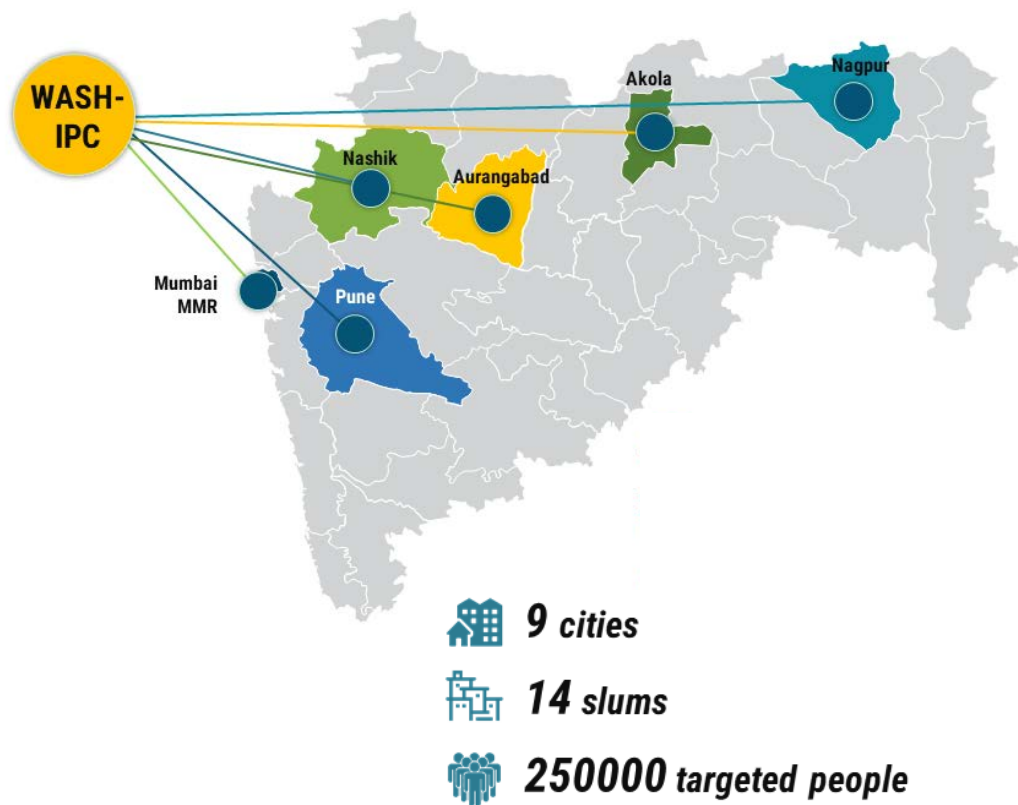 WASH-
IPC
Nagpur
Akola
Nashik
Aurangabad
Mumbai
MMR
Pune
9 cities
14 slums
250000 targeted people